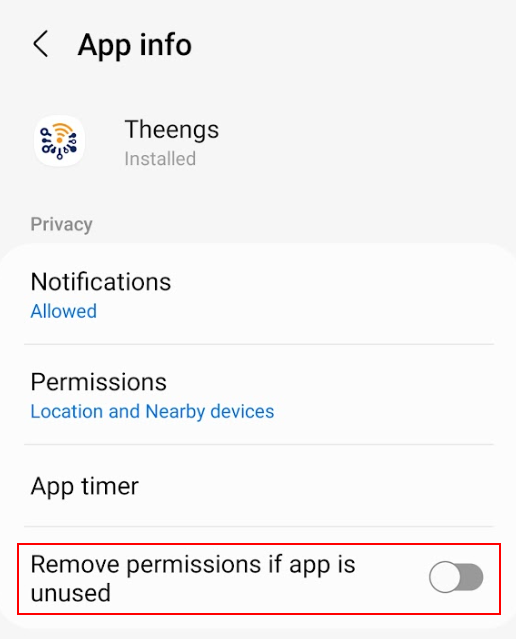 App info
Theengs
Installed
Privacy
Notifications
Allowed
Permissions
Location and Nearby devices
App timer
Remove permissions if app is
unused